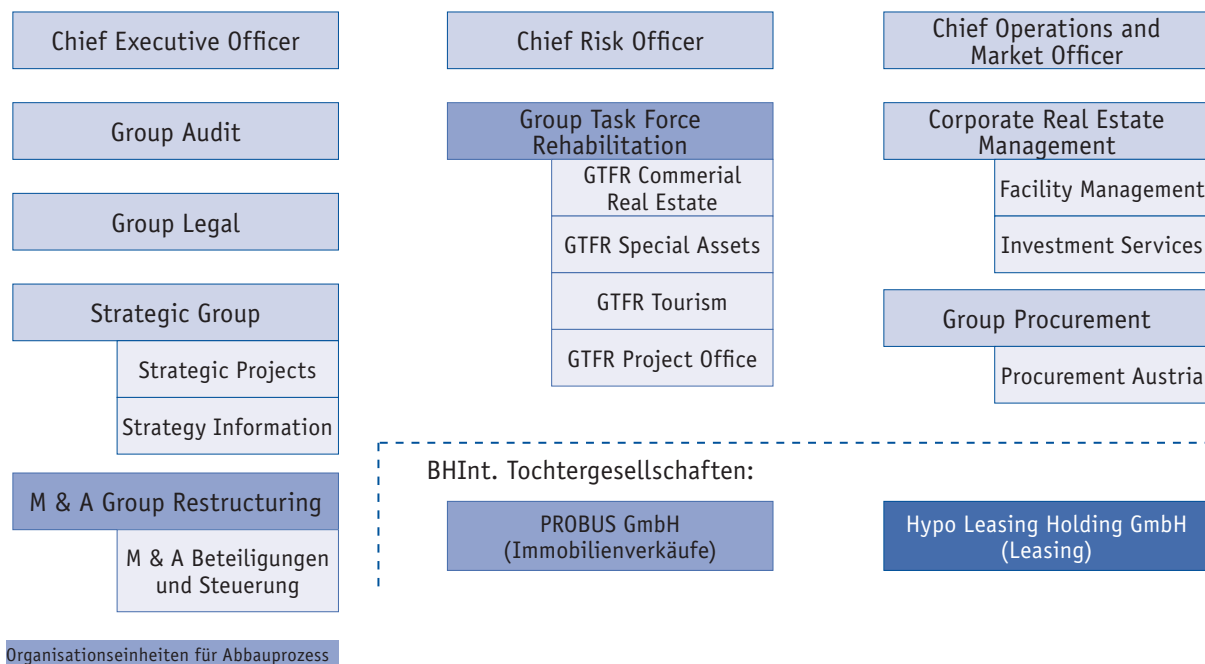 Chief Executive Officer
Group Audit
Group Legal
Strategic Group
Strategic Projects
Strategy Information
M & A Group Restructuring
M & A Beteiligungen
und Steuerung
Organisationseinheiten für Abbauprozess
Chief Risk Officer
Group Task Force
Rehabilitation
GTFR Commerial
Real Estate
GTFR Special Assets
GTFR Tourism
GTFR Project Office
Chief Operations and
Market Officer
Corporate Real Estate
Management
Facility Management
Investment Services
Group Procurement
Procurement Austria
BHInt. Tochtergesellschaften:
PROBUS GmbH
(Immobilienverkäufe)
Hypo Leasing Holding GmbH
(Leasing)